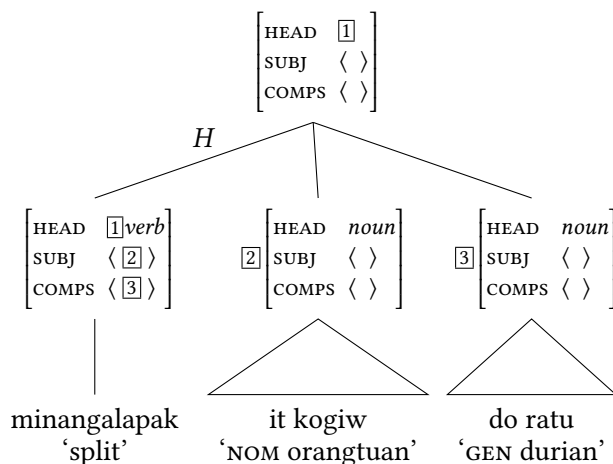 HEAD 1
SUBJ ⟨ ⟩
COMPS ⟨ ⟩
H
HEAD 1 verb
SUBJ ⟨ 2 ⟩
COMPS ⟨ 3 ⟩
2
HEAD noun
SUBJ ⟨ ⟩
COMPS ⟨ ⟩
3
HEAD noun
SUBJ ⟨ ⟩
COMPS ⟨ ⟩
minangalapak
‘split’
it kogiw
‘NOM orangtuan’
do ratu
‘GEN durian’